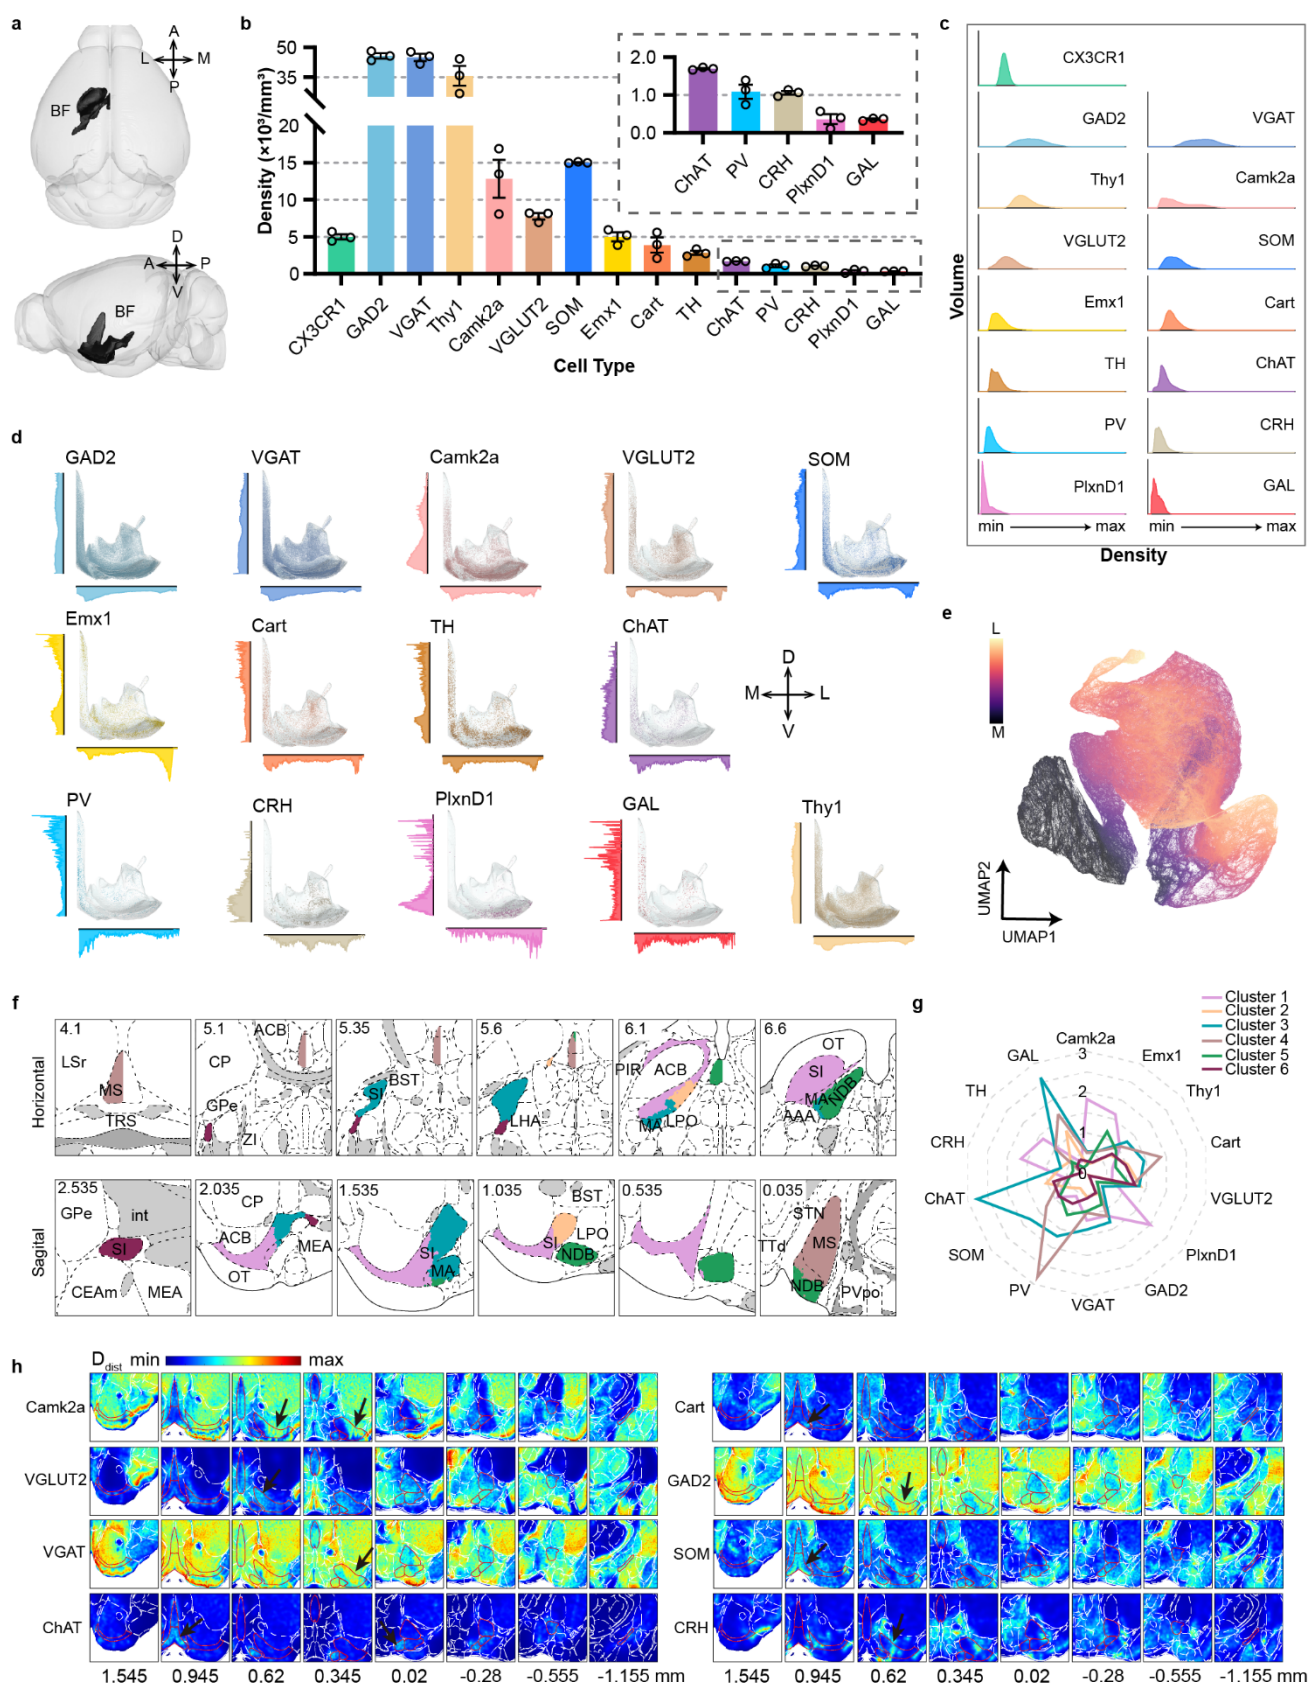 a
A
L M
P
BF
D
A P
V
BF
b
Density (×10³/mm³)
50
35
20
15
10
5
0
CX3CR1 GAD2 VGAT Thy1 Camk2a VGLUT2 SOM Emx1 Cart TH ChAT PV CRH PlxnD1 GAL
Cell Type
2.0
1.0
0.0
ChAT PV CRH PlxnD1 GAL
c
CX3CR1
GAD2 VGAT
Thy1 Camk2a
VGLUT2 SOM
Emx1 Cart
TH ChAT
PV CRH
PlxnD1 GAL
min max min max
Volume
Density
d
GAD2 VGAT Camk2a VGLUT2 SOM
Emx1 Cart TH ChAT
D
M L
V
PV CRH PlxnD1 GAL Thy1
e
L
M
UMAP2
UMAP1
f
Horizontal
4.1 LSr MS TRS
5.1 ACB CP GPe ZI
5.35 BST SI
5.6 LHA
6.1 PIR ACB MA LPO
6.6 OT SI NDB MA AAA
Sagital
2.535 GPe int SI CEAm MEA
2.035 CP ACB MEA OT
1.535 SI MA
1.035 BST SI LPO NDB
0.535
0.035 STN TTd MS NDB PVpo
g
Cluster 1
Cluster 2
Cluster 3
Cluster 4
Cluster 5
Cluster 6
Camk2a
Emx1
Thy1
Cart
VGLUT2
PlxnD1
GAD2
VGAT
PV
SOM
ChAT
CRH
TH
GAL
3
2
1
0
h
D dist min max
Camk2a
VGLUT2
VGAT
ChAT
1.545 0.945 0.62 0.345 0.02 -0.28 -0.555 -1.155 mm
Cart
GAD2
SOM
CRH
1.545 0.945 0.62 0.345 0.02 -0.28 -0.555 -1.155 mm